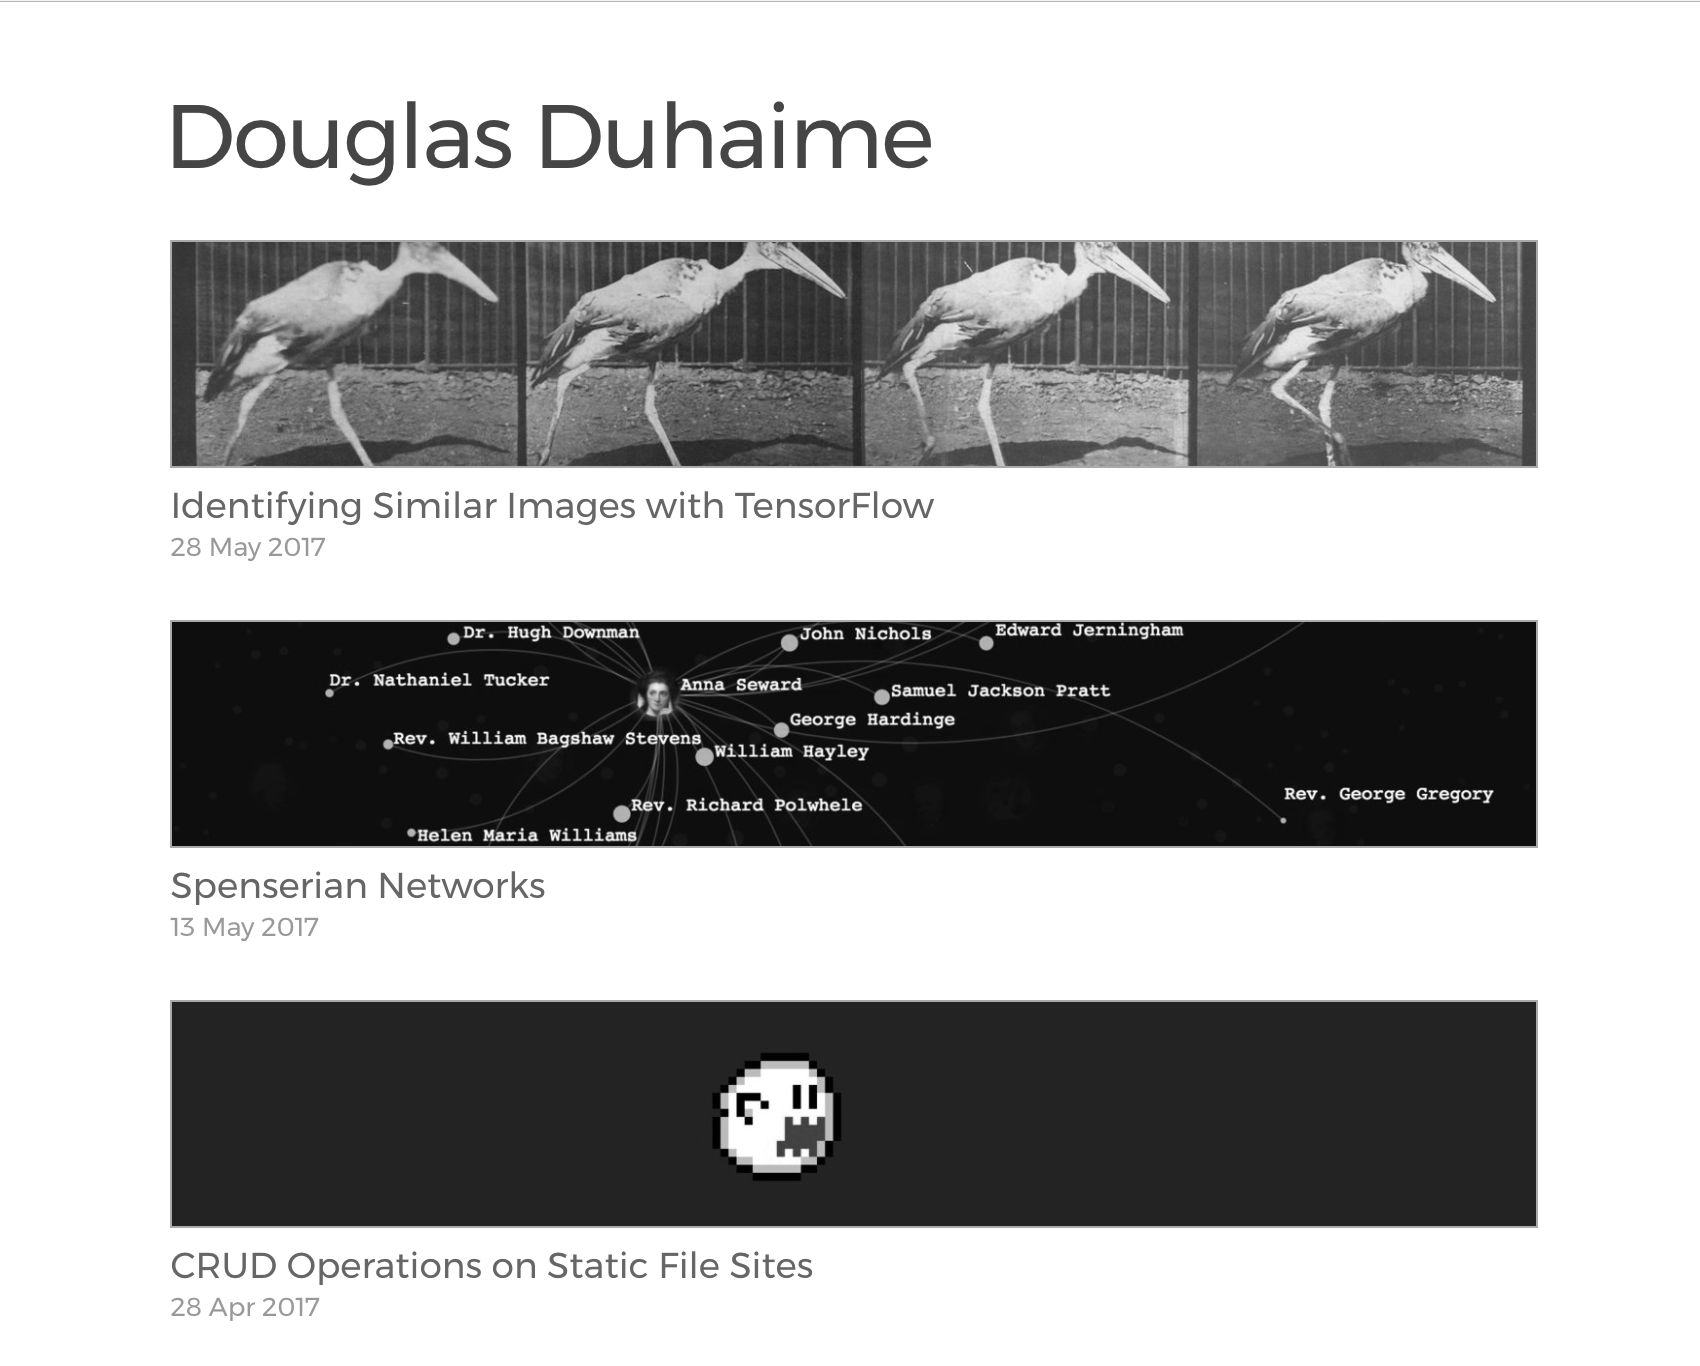 Douglas Duhaime
Identifying Similar Images with TensorFlow
28 May 2017
Dr. Hugh Downman
John Nichols
Edward Jerningham
Dr. Nathaniel Tucker
Anna Seward
Samuel Jackson Pratt
George Hardinge
Rev. William Bagshaw Stevens
William Hayley
Rev. George Gregory
Rev. Richard Polwhele
Helen Maria Williams
Spenserian Networks
13 May 2017
CRUD Operations on Static File Sites
28 Apr 2017